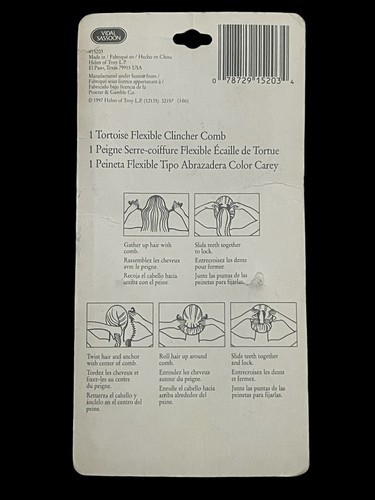 VIDAL
SASSOON
#15203
Made in / Fabriqué en / Hecho en China
Helen of Troy L.P.
El Paso, Texas 79915 USA
Manufactured under license from /
Fabriqué sous licence appartenant à /
Fabricado bajo licencia de la
Procter & Gamble Co.
© 1997 Helen of Troy L.P.
0 78729 15203 4
1 Tortoise Flexible Clincher Comb
1 Peigne Serre-coiffure Flexible Écaille de Tortue
1 Peineta Flexible Tipo Abrazadera Color Carey
Gather up hair with
comb.
Rassemblez les cheveux
avec le peigne.
Recoja el cabello hacia
arriba con el peine.
Slide teeth together
to lock.
Entrecroisez les dents
pour fermer.
Junte las puntas de las
peinetas para fijarlas.
Twist hair and anchor
with center of comb.
Tordez les cheveux et
fixez-les au centre
du peigne.
Retuerza el cabello y
ínclelo en el centro del
peine.
Roll hair up around
comb.
Enroulez les cheveux
autour du peigne.
Enrolle el cabello hacia
arriba alrededor del
peine.
Slide teeth together
and lock.
Entrecroisez les dents
et fermez.
Junte las puntas de las
peinetas para fijarlas.